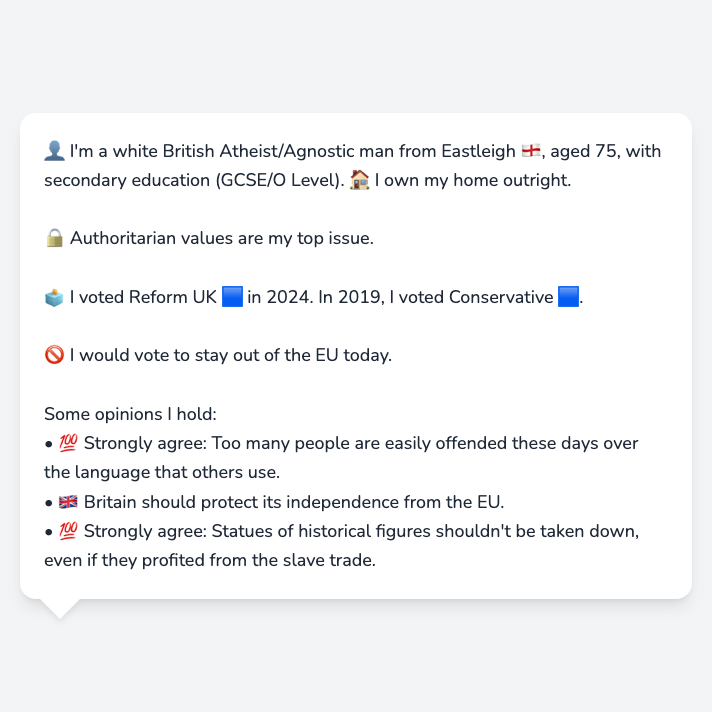 👤 I'm a white British Atheist/Agnostic man from Eastleigh 🏴󠁧󠁢󠁥󠁮󠁧󠁿, aged 75, with
secondary education (GCSE/O Level). 🏠 I own my home outright.
🔒 Authoritarian values are my top issue.
🗳️ I voted Reform UK 🟦 in 2024. In 2019, I voted Conservative 🟦.
🚫 I would vote to stay out of the EU today.
Some opinions I hold:
• 💯 Strongly agree: Too many people are easily offended these days over
the language that others use.
• 🇬🇧 Britain should protect its independence from the EU.
• 💯 Strongly agree: Statues of historical figures shouldn't be taken down,
even if they profited from the slave trade.